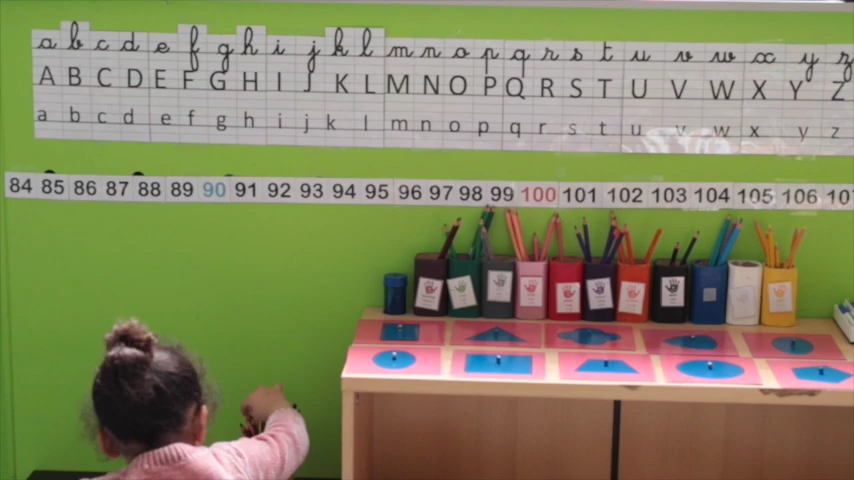 a b c d e f g h i j k l m n o p q r s t u v w x y z
A B C D E F G H I J K L M N O P Q R S T U V W X Y Z
a b c d e f g h i j k l m n o p q r s t u v w x y z
84 85 86 87 88 89 90 91 92 93 94 95 96 97 98 99 100 101 102 103 104 105 106